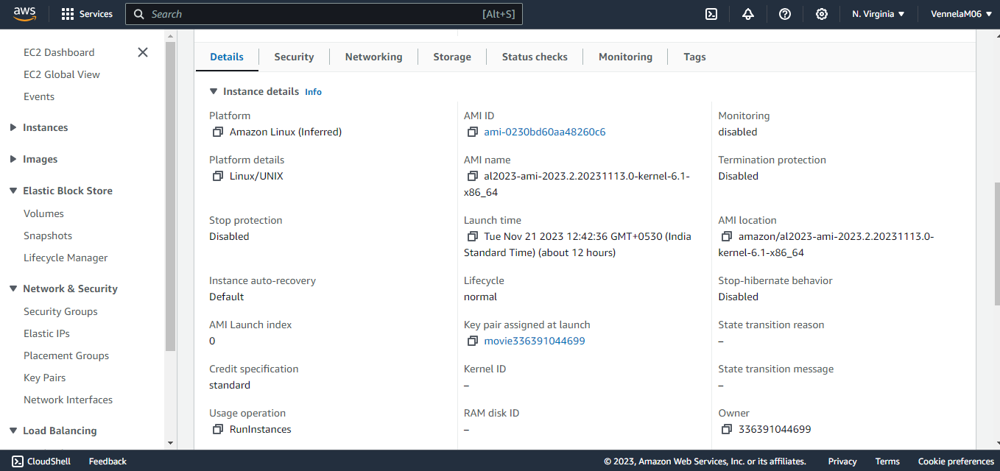 aws
Services
Search
[Alt+S]
N. Virginia
VennelaM06
EC2 Dashboard
EC2 Global View
Events
Instances
Images
Elastic Block Store
Volumes
Snapshots
Lifecycle Manager
Network & Security
Security Groups
Elastic IPs
Placement Groups
Key Pairs
Network Interfaces
Load Balancing
Details
Security
Networking
Storage
Status checks
Monitoring
Tags
Instance details Info
Platform
Amazon Linux (Inferred)
AMI ID
ami-0230bd60aa48260c6
Monitoring
disabled
Platform details
Linux/UNIX
AMI name
al2023-ami-2023.2.20231113.0-kernel-6.1-
x86_64
Termination protection
Disabled
Stop protection
Disabled
Launch time
Tue Nov 21 2023 12:42:36 GMT+0530 (India
Standard Time) (about 12 hours)
AMI location
amazon/al2023-ami-2023.2.20231113.0-
kernel-6.1-x86_64
Instance auto-recovery
Default
Lifecycle
normal
Stop-hibernate behavior
Disabled
AMI Launch index
0
Key pair assigned at launch
movie336391044699
State transition reason
–
Credit specification
standard
Kernel ID
–
State transition message
–
Usage operation
RunInstances
RAM disk ID
–
Owner
336391044699
CloudShell
Feedback
© 2023, Amazon Web Services, Inc. or its affiliates.
Privacy
Terms
Cookie preferences